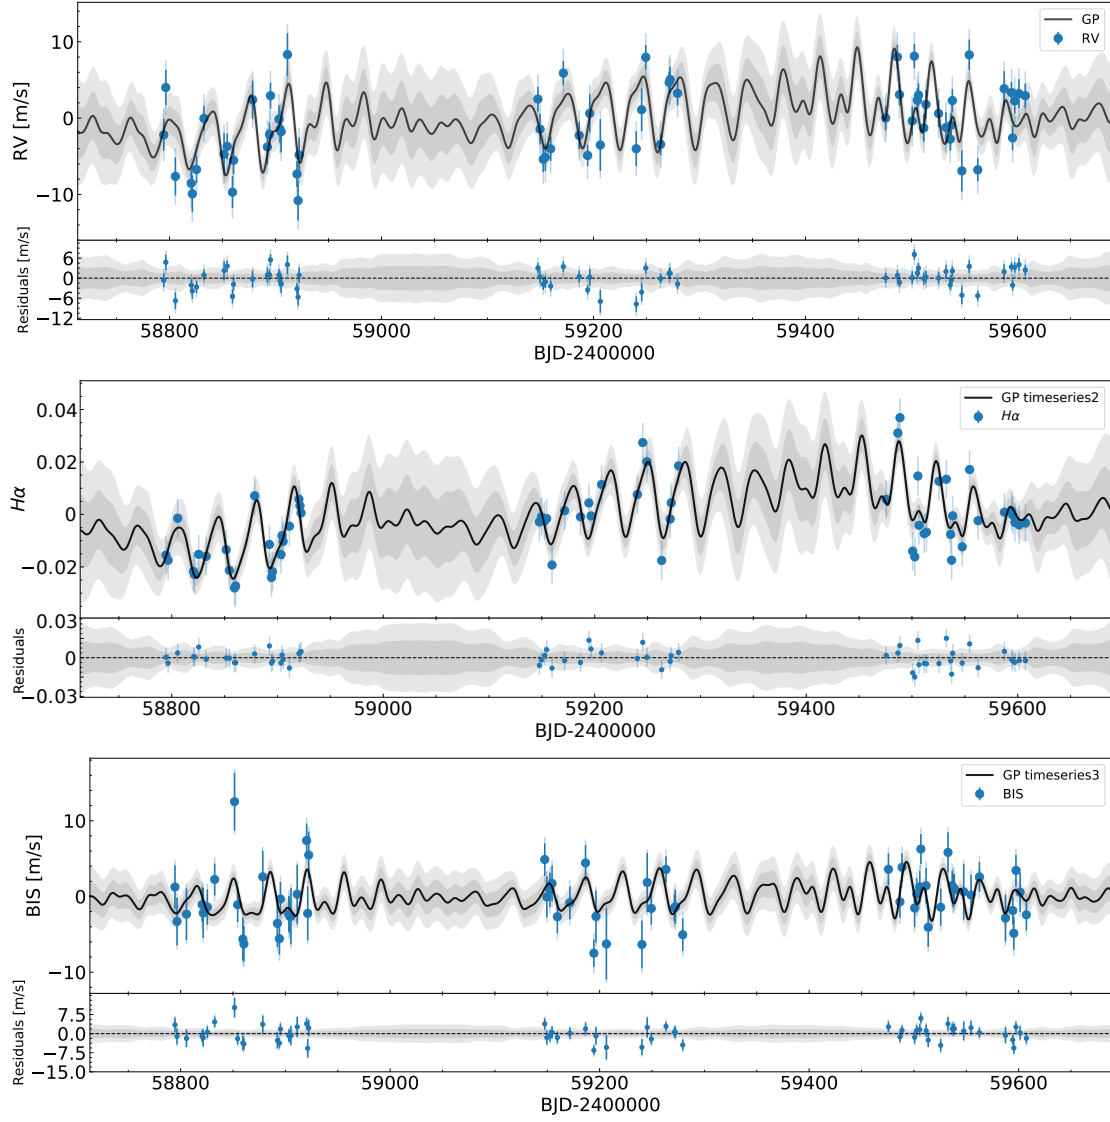 10
0
−10
RV [m/s]
GP
RV
6
0
−6
−12
Residuals [m/s]
58800
59000
59200
59400
59600
BJD-2400000
0.04
0.02
0
−0.02
Hα
GP timeseries2
Hα
0.03
0
−0.03
Residuals
58800
59000
59200
59400
59600
BJD-2400000
10
0
−10
BIS [m/s]
GP timeseries3
BIS
7.5
0.0
−7.5
−15.0
Residuals [m/s]
58800
59000
59200
59400
59600
BJD-2400000